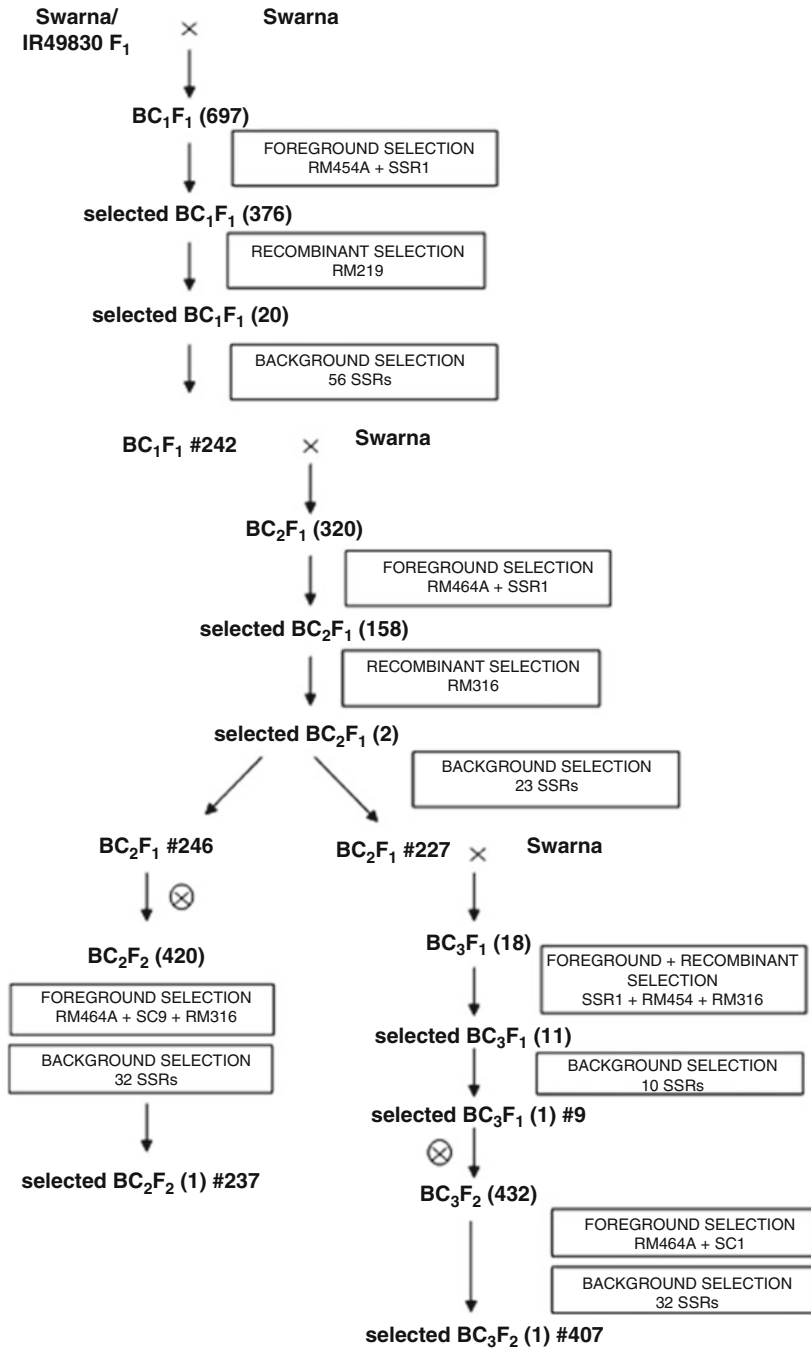 Swarna/
IR49830 F₁ × Swarna
BC₁F₁ (697)
FOREGROUND SELECTION
RM454A + SSR1
selected BC₁F₁ (376)
RECOMBINANT SELECTION
RM219
selected BC₁F₁ (20)
BACKGROUND SELECTION
56 SSRs
BC₁F₁ #242 × Swarna
BC₂F₁ (320)
FOREGROUND SELECTION
RM464A + SSR1
selected BC₂F₁ (158)
RECOMBINANT SELECTION
RM316
selected BC₂F₁ (2)
BACKGROUND SELECTION
23 SSRs
BC₂F₁ #246
BC₂F₂ (420)
FOREGROUND SELECTION
RM464A + SC9 + RM316
BACKGROUND SELECTION
32 SSRs
selected BC₂F₂ (1) #237
BC₂F₁ #227 × Swarna
BC₃F₁ (18)
FOREGROUND + RECOMBINANT
SELECTION
SSR1 + RM454 + RM316
selected BC₃F₁ (11)
BACKGROUND SELECTION
10 SSRs
selected BC₃F₁ (1) #9
BC₃F₂ (432)
FOREGROUND SELECTION
RM464A + SC1
BACKGROUND SELECTION
32 SSRs
selected BC₃F₂ (1) #407